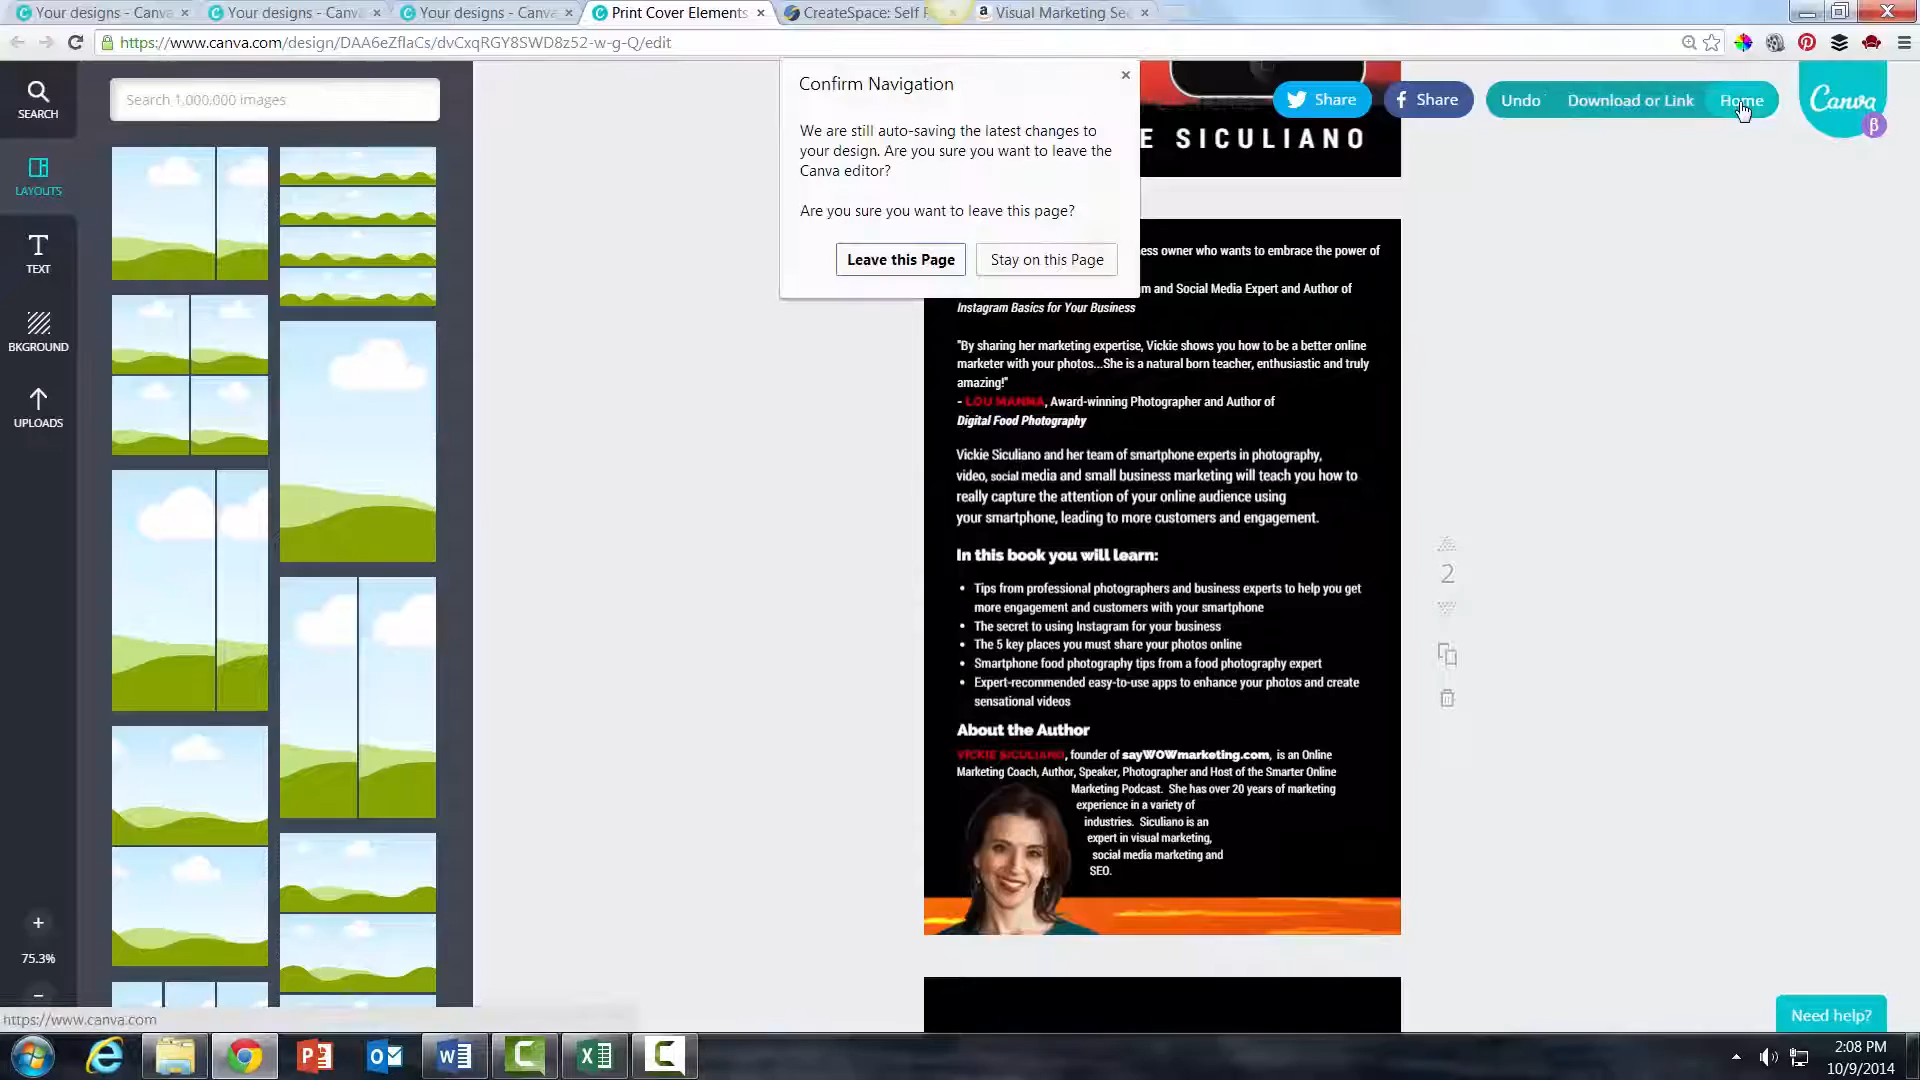 Your designs - Canv
Your designs - Canv
Your designs - Canv
Print Cover Elements
CreateSpace: Self P
Visual Marketing Sec
https://www.canva.com/design/DAA6eZflaCs/dvCxqRGY8SWD8z52-w-g-Q/edit
SEARCH
LAYOUTS
TEXT
BKGROUND
UPLOADS
75.3%
Search 1,000,000 images
Confirm Navigation
We are still auto-saving the latest changes to
your design. Are you sure you want to leave the
Canva editor?
Are you sure you want to leave this page?
Leave this Page
Stay on this Page
Share
Share
Undo
Download or Link
Home
Canva
β
E SICULIANO
ess owner who wants to embrace the power of
m and Social Media Expert and Author of
Instagram Basics for Your Business
"By sharing her marketing expertise, Vickie shows you how to be a better online
marketer with your photos...She is a natural born teacher, enthusiastic and truly
amazing!"
- LOU MANNA, Award-winning Photographer and Author of
Digital Food Photography
Vickie Siculiano and her team of smartphone experts in photography,
video, social media and small business marketing will teach you how to
really capture the attention of your online audience using
your smartphone, leading to more customers and engagement.
In this book you will learn:
• Tips from professional photographers and business experts to help you get
more engagement and customers with your smartphone
• The secret to using Instagram for your business
• The 5 key places you must share your photos online
• Smartphone food photography tips from a food photography expert
• Expert-recommended easy-to-use apps to enhance your photos and create
sensational videos
About the Author
VICKIE SICULIANO, founder of sayWOWmarketing.com, is an Online
Marketing Coach, Author, Speaker, Photographer and Host of the Smarter Online
Marketing Podcast. She has over 20 years of marketing
experience in a variety of
industries. Siculiano is an
expert in visual marketing,
social media marketing and
SEO.
2
Need help?
https://www.canva.com
2:08 PM
10/9/2014